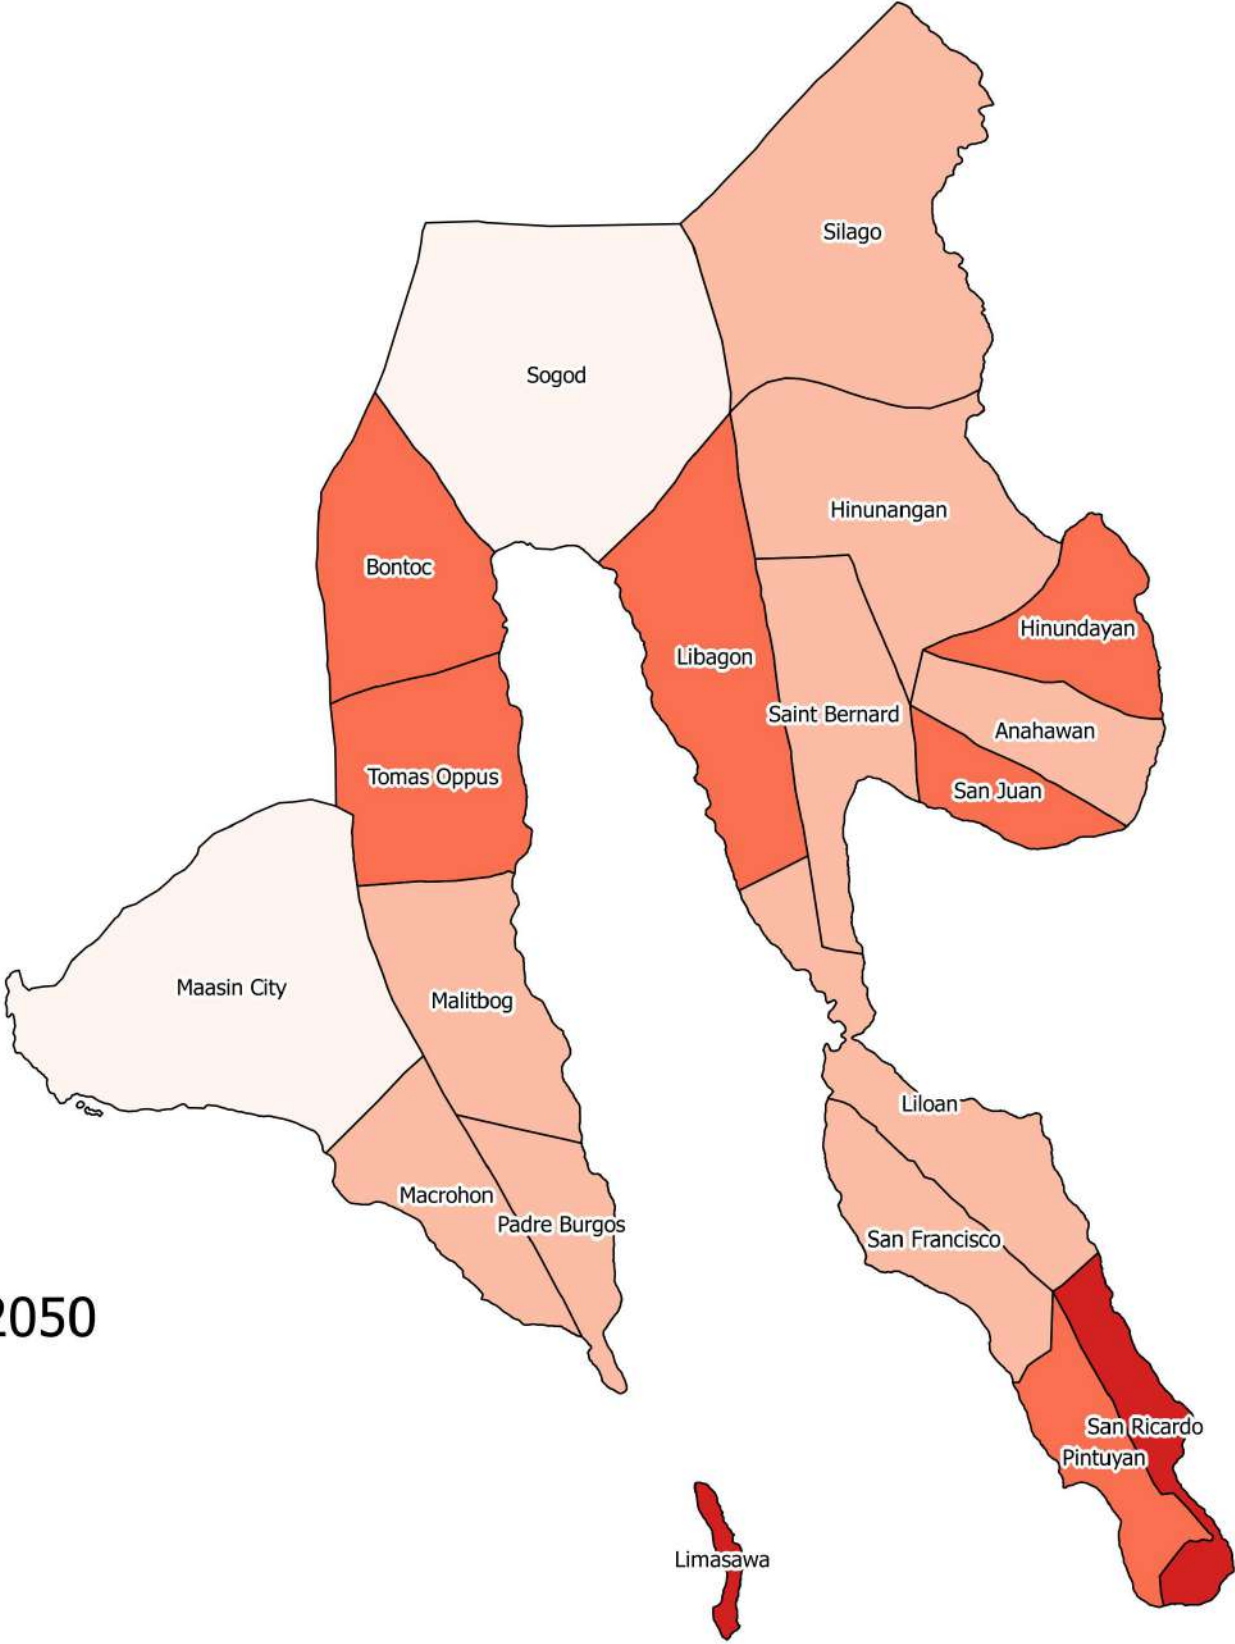 Silago
Sogod
Hinunangan
Bontoc
Hinundayan
Libagon
Saint Bernard
Anahawan
Tomas Oppus
San Juan
Maasin City
Malitbog
Liloan
Macrohon
Padre Burgos
San Francisco
2050
San Ricardo
Pintuyan
Limasawa